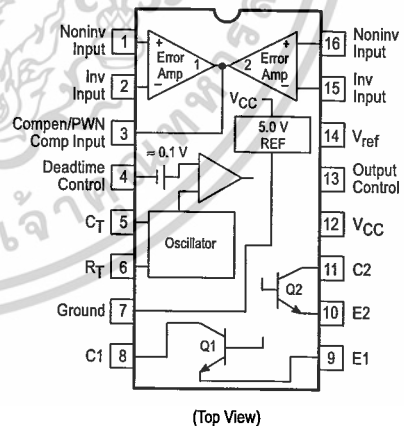 Noninv
Input
1
+
Error
Amp
1
–
Inv
Input
2
2
Error
Amp
+
–
16
Noninv
Input
15
Inv
Input
Compen/PWN
Comp Input
3
VCC
5.0 V
REF
14
Vref
≈ 0.1 V
Deadtime
Control
4
13
Output
Control
CT
5
Oscillator
12
VCC
RT
6
11
C2
Q2
Ground
7
10
E2
C1
8
Q1
9
E1
(Top View)